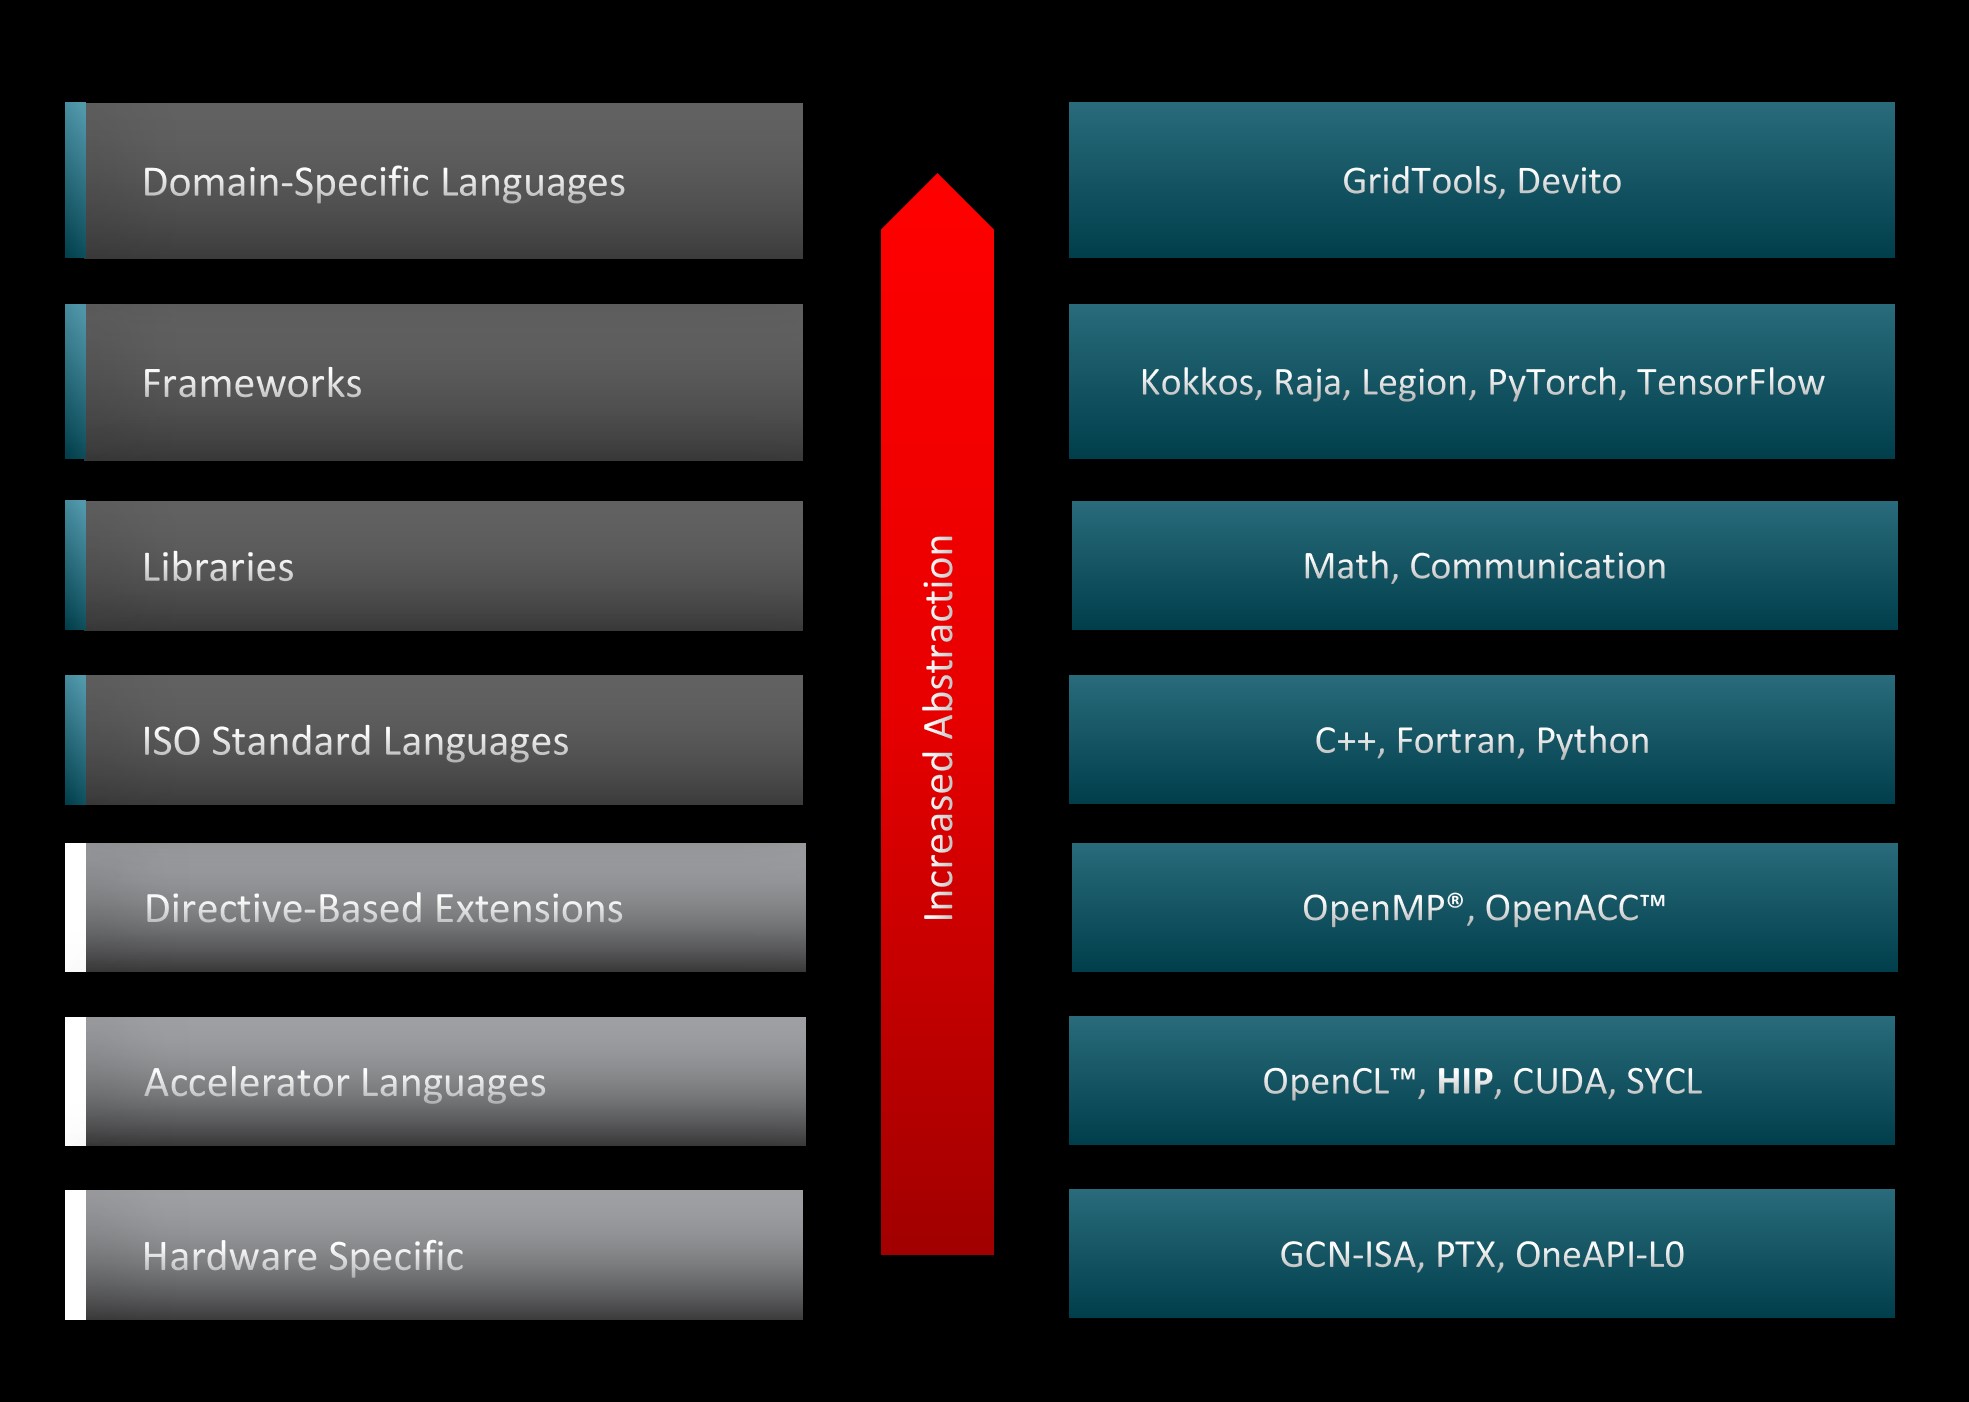 Domain-Specific Languages
GridTools, Devito
Frameworks
Kokkos, Raja, Legion, PyTorch, TensorFlow
Libraries
Math, Communication
Increased Abstraction
ISO Standard Languages
C++, Fortran, Python
Directive-Based Extensions
OpenMP®, OpenACC™
Accelerator Languages
OpenCL™, HIP, CUDA, SYCL
Hardware Specific
GCN-ISA, PTX, OneAPI-L0